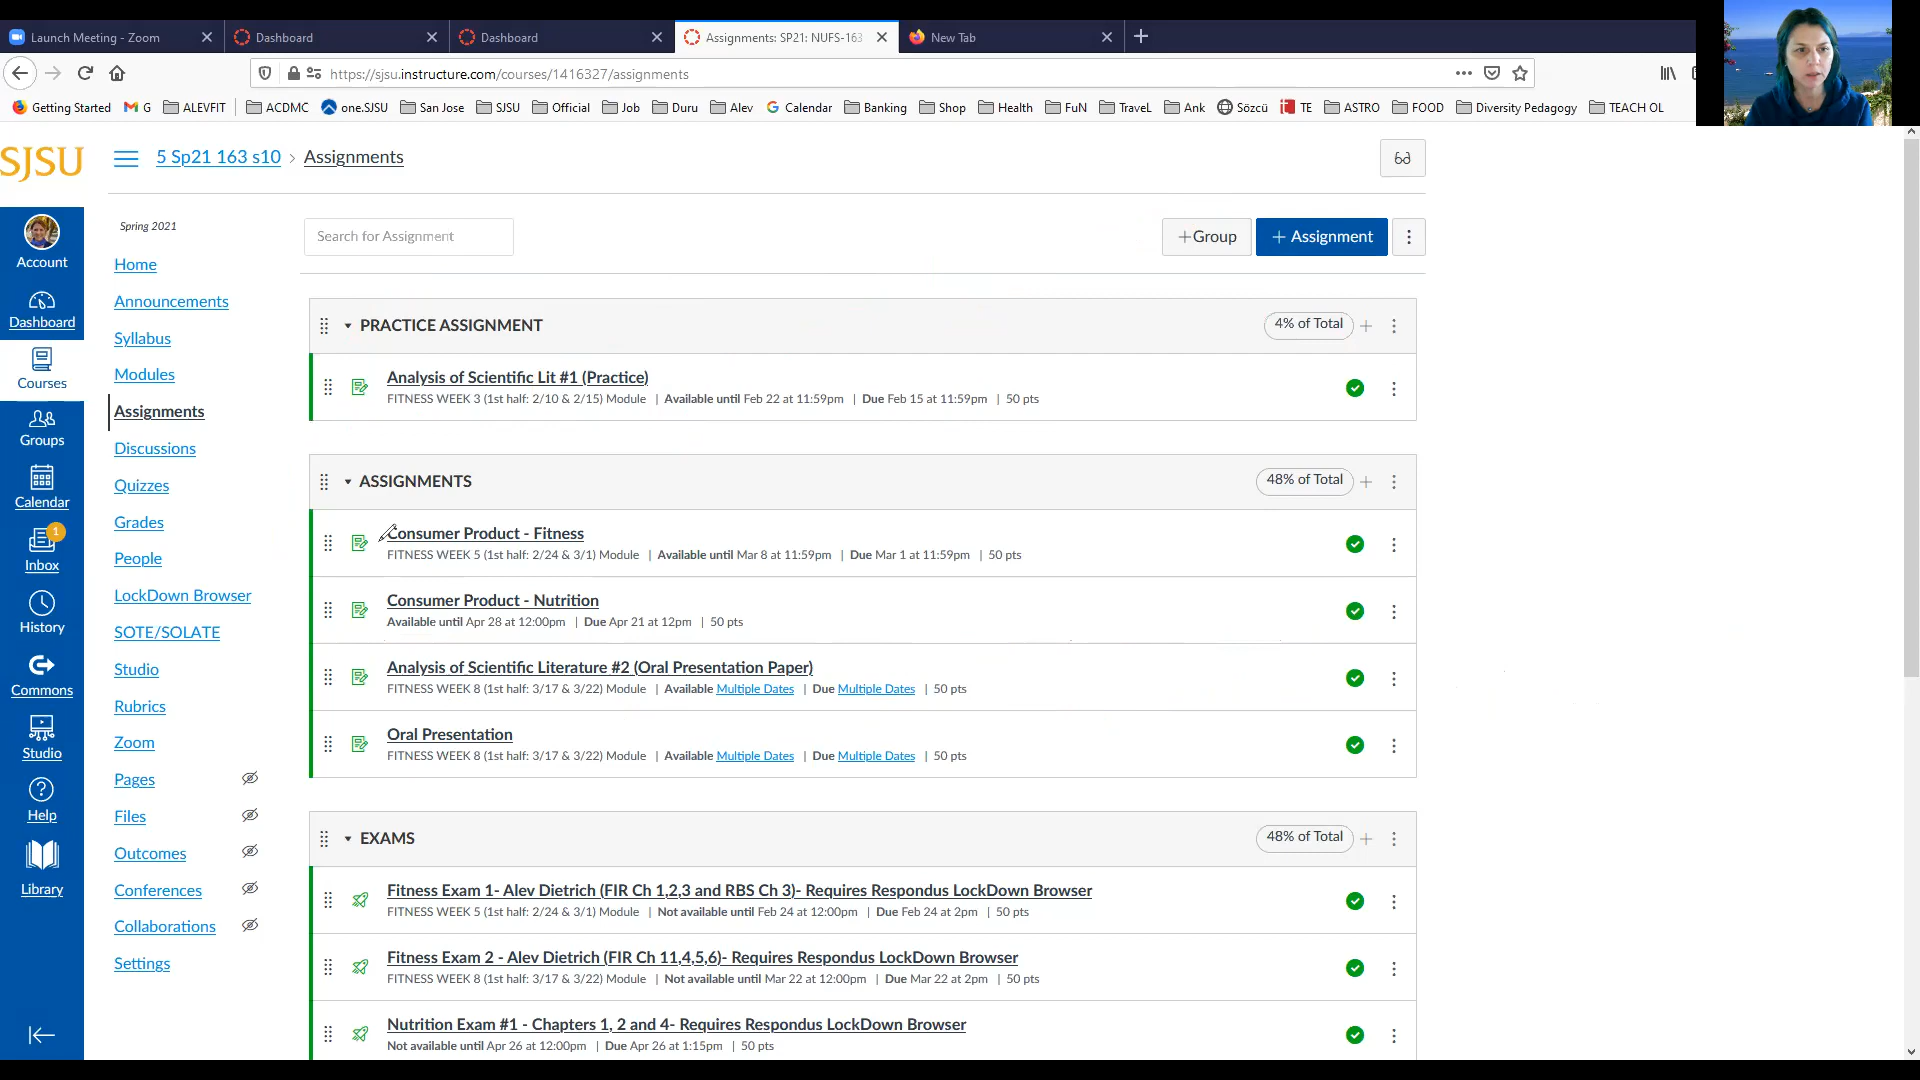 Launch Meeting - Zoom
Dashboard
Dashboard
Assignments: SP21: NUFS-163
New Tab
https://sjsu.instructure.com/courses/1416327/assignments
Getting Started
G
ALEVFIT
ACDMC
one.SJSU
San Jose
SJSU
Official
Job
Duru
Alev
Calendar
Banking
Shop
Health
FuN
TraveL
Ank
Sözcü
TE
ASTRO
FOOD
Diversity Pedagogy
TEACH OL
SJSU
5 Sp21 163 s10 > Assignments
Account
Dashboard
Courses
Groups
Calendar
1
Inbox
History
Commons
Studio
Help
Library
Spring 2021
Home
Announcements
Syllabus
Modules
Assignments
Discussions
Quizzes
Grades
People
LockDown Browser
SOTE/SOLATE
Studio
Rubrics
Zoom
Pages
Files
Outcomes
Conferences
Collaborations
Settings
Search for Assignment
+Group
+ Assignment
PRACTICE ASSIGNMENT
4% of Total
Analysis of Scientific Lit #1 (Practice)
FITNESS WEEK 3 (1st half: 2/10 & 2/15) Module | Available until Feb 22 at 11:59pm | Due Feb 15 at 11:59pm | 50 pts
ASSIGNMENTS
48% of Total
Consumer Product - Fitness
FITNESS WEEK 5 (1st half: 2/24 & 3/1) Module | Available until Mar 8 at 11:59pm | Due Mar 1 at 11:59pm | 50 pts
Consumer Product - Nutrition
Available until Apr 28 at 12:00pm | Due Apr 21 at 12pm | 50 pts
Analysis of Scientific Literature #2 (Oral Presentation Paper)
FITNESS WEEK 8 (1st half: 3/17 & 3/22) Module | Available Multiple Dates | Due Multiple Dates | 50 pts
Oral Presentation
FITNESS WEEK 8 (1st half: 3/17 & 3/22) Module | Available Multiple Dates | Due Multiple Dates | 50 pts
EXAMS
48% of Total
Fitness Exam 1- Alev Dietrich (FIR Ch 1,2,3 and RBS Ch 3)- Requires Respondus LockDown Browser
FITNESS WEEK 5 (1st half: 2/24 & 3/1) Module | Not available until Feb 24 at 12:00pm | Due Feb 24 at 2pm | 50 pts
Fitness Exam 2 - Alev Dietrich (FIR Ch 11,4,5,6)- Requires Respondus LockDown Browser
FITNESS WEEK 8 (1st half: 3/17 & 3/22) Module | Not available until Mar 22 at 12:00pm | Due Mar 22 at 2pm | 50 pts
Nutrition Exam #1 - Chapters 1, 2 and 4- Requires Respondus LockDown Browser
Not available until Apr 26 at 12:00pm | Due Apr 26 at 1:15pm | 50 pts